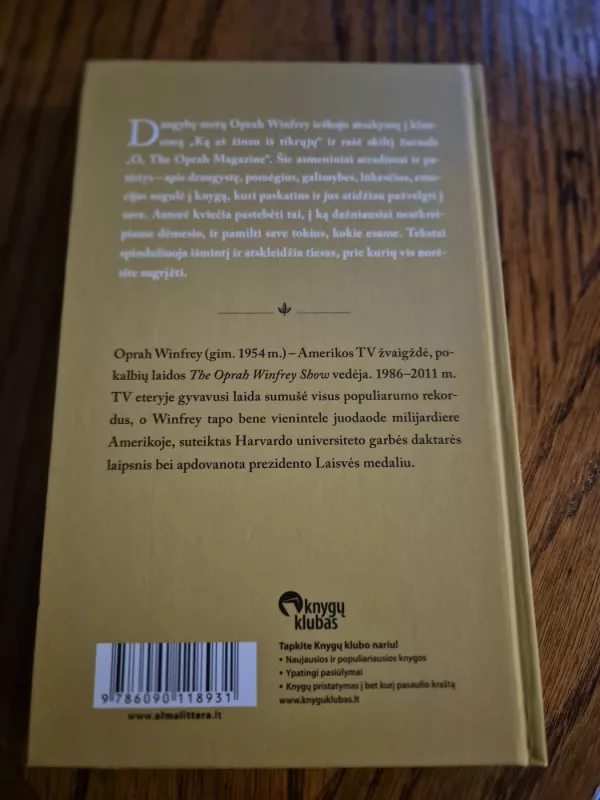 Daugybę metų Oprah Winfrey ieškojo atsakymų į klau-
simą „Ką aš žinau iš tikrųjų“ ir rašė skiltį žurnale
„O, The Oprah Magazine“. Šie asmeniniai atradimai ir pa-
tirtys – apie draugystę, pomėgius, galimybes, lūkesčius, emo-
cijas sugulė į knygą, kuri paskatins ir jus atidžiau pažvelgti į
save. Autorė kviečia pastebėti tai, į ką dažniausiai neatkrei-
piame dėmesio, ir pamilti save tokius, kokie esame. Tekstai
spinduliuoja išmintį ir atskleidžia tiesas, prie kurių vis norė-
site sugrįžti.
Oprah Winfrey (gim. 1954 m.) – Amerikos TV žvaigždė, po-
kalbių laidos The Oprah Winfrey Show vedėja. 1986–2011 m.
TV eteryje gyvavusi laida sumušė visus populiarumo rekor-
dus, o Winfrey tapo bene vienintele juodaode milijardiere
Amerikoje, suteiktas Harvardo universiteto garbės daktarės
laipsnis bei apdovanota prezidento Laisvės medaliu.
knygų
klubas
Tapkite Knygų klubo nariu!
• Naujausios ir populiariausios knygos
• Ypatingi pasiūlymai
• Knygų pristatymas į bet kurį pasaulio kraštą
www.knyguklubas.lt
9 786090 118931
www.almalittera.lt